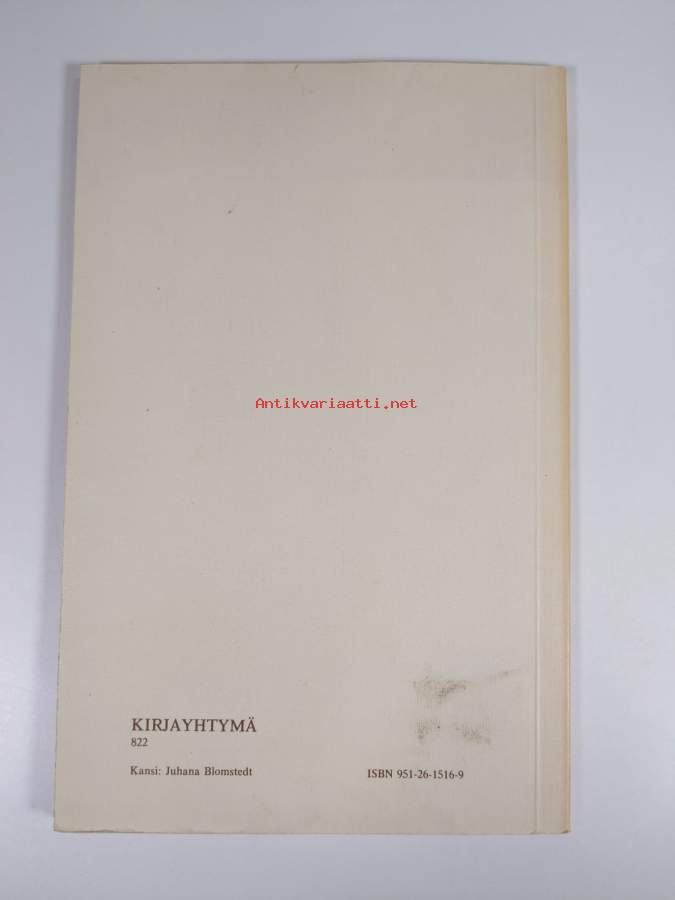 Antikvariaatti.net
KIRJAYHTYMÄ
822
Kansi: Juhana Blomstedt
ISBN 951-26-1516-9